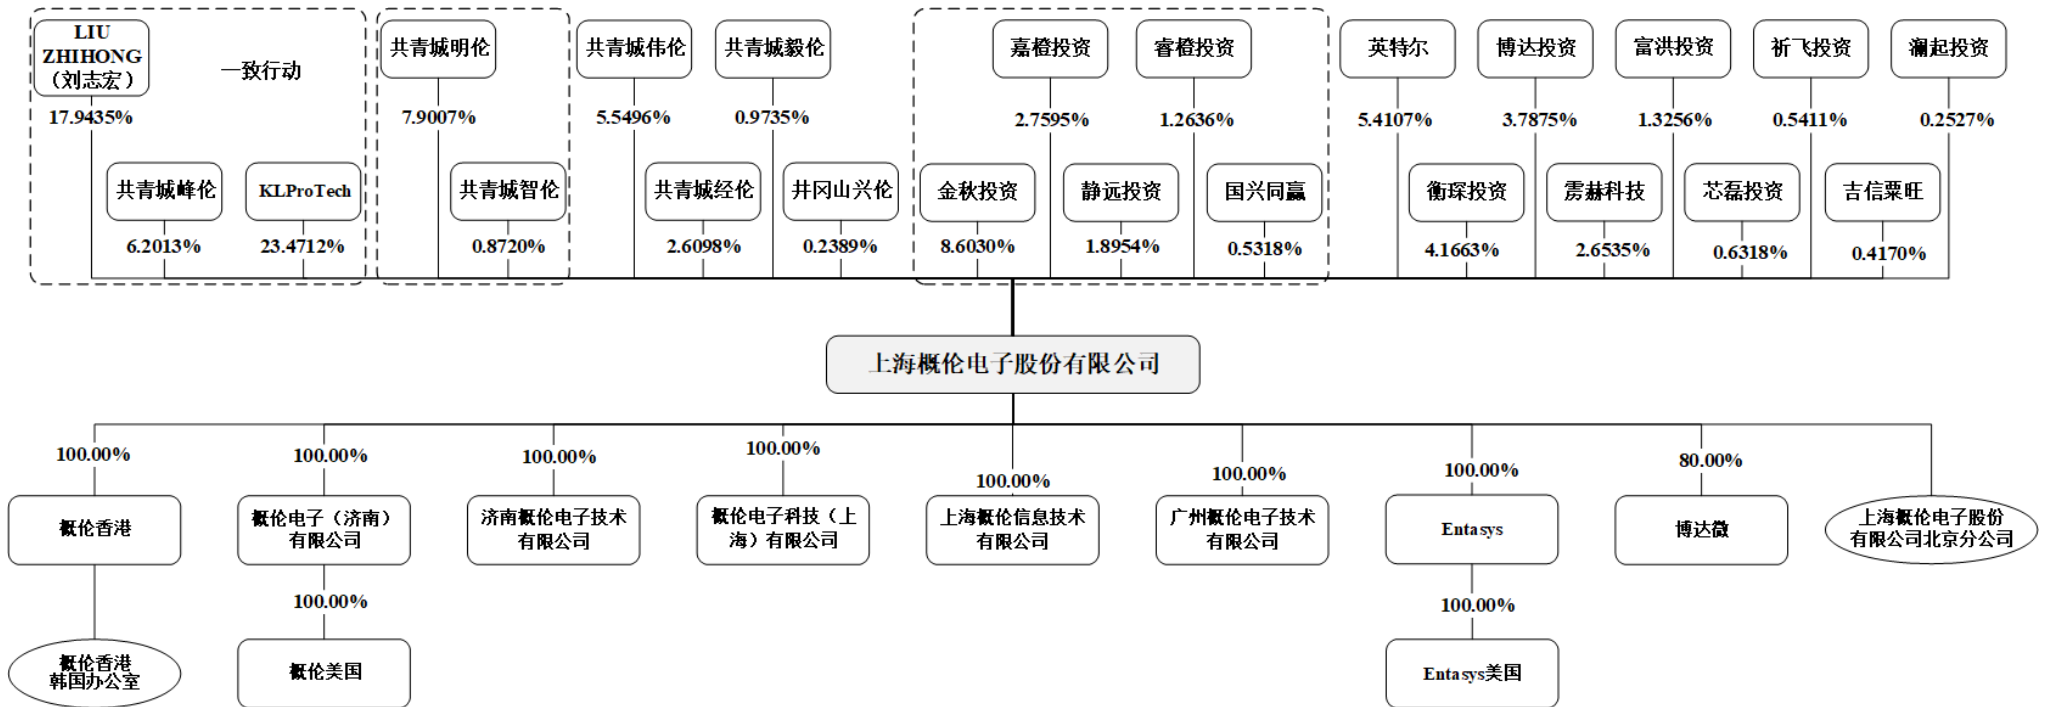 LIU
ZHIHONG
（刘志宏）
一致行动
共青城明伦
共青城伟伦
共青城毅伦
嘉橙投资
睿橙投资
英特尔
博达投资
富洪投资
祈飞投资
澜起投资
17.9435%
7.9007%
5.5496%
0.9735%
2.7595%
1.2636%
5.4107%
3.7875%
1.3256%
0.5411%
0.2527%
共青城峰伦
KLProTech
共青城智伦
共青城经伦
井冈山兴伦
金秋投资
静远投资
国兴同赢
衡琛投资
雳赫科技
芯磊投资
吉信粟旺
6.2013%
23.4712%
0.8720%
2.6098%
0.2389%
8.6030%
1.8954%
0.5318%
4.1663%
2.6535%
0.6318%
0.4170%
上海概伦电子股份有限公司
100.00%
100.00%
100.00%
100.00%
100.00%
100.00%
100.00%
80.00%
概伦香港
概伦电子（济南）
有限公司
济南概伦电子技术
有限公司
概伦电子科技（上
海）有限公司
上海概伦信息技术
有限公司
广州概伦电子技术
有限公司
Entasys
博达微
上海概伦电子股份
有限公司北京分公司
100.00%
100.00%
概伦香港
韩国办公室
概伦美国
Entasys美国